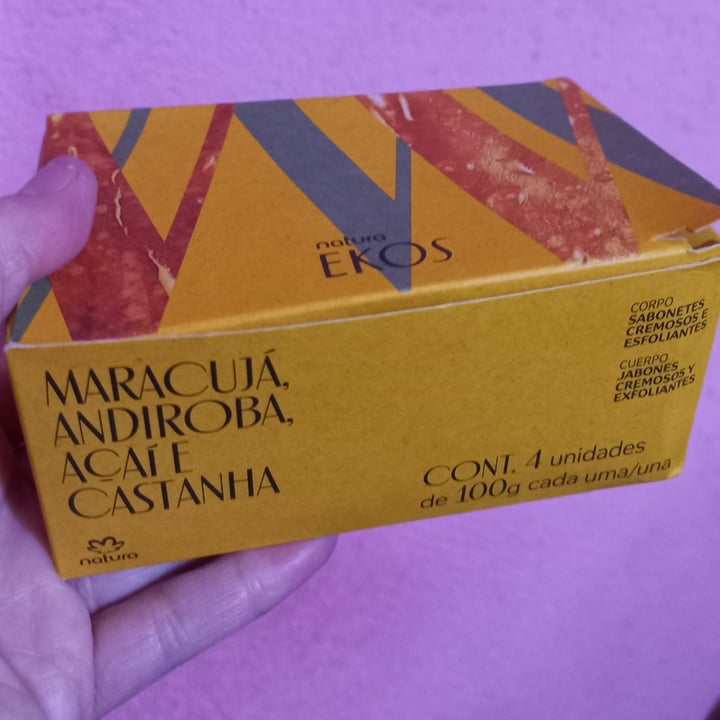 natura
EKOS
MARACUJÁ,
ANDIROBA,
AÇAÍ E
CASTANHA
natura
CORPO
SABONETES
CREMOSOS E
ESFOLIANTES
CUERPO
JABONES
CREMOSOS Y
EXFOLIANTES
CONT. 4 unidades
de 100g cada uma/una